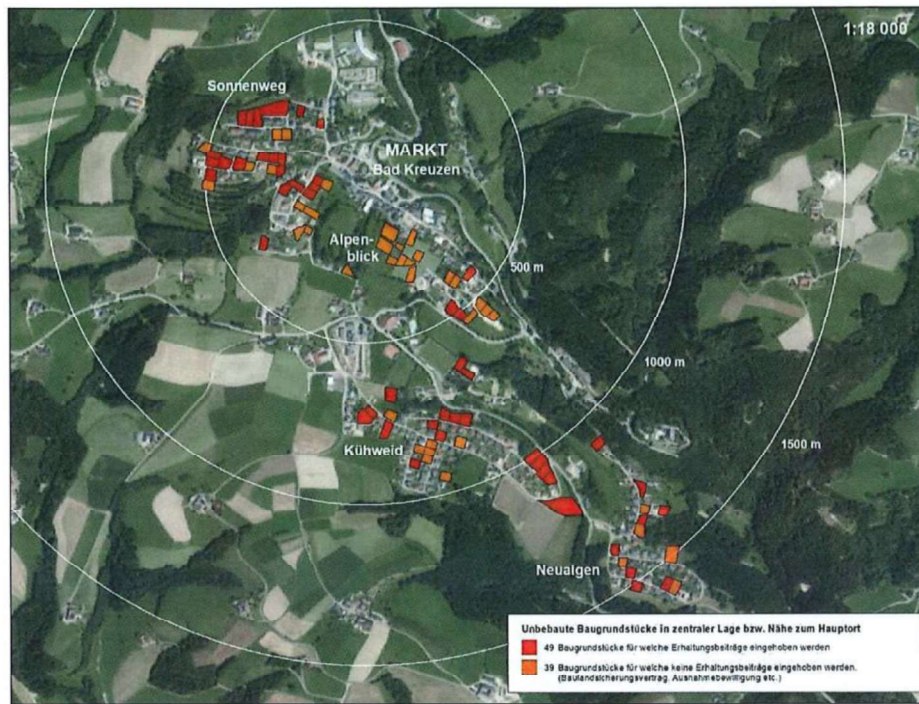 1:18 000
Sonnenweg
MARKT
Bad Kreuzen
Alpen-
blick
500 m
1000 m
1500 m
Kühweid
Neualgen
Unbebaute Baugrundstücke in zentraler Lage bzw. Nähe zum Hauptort
49 Baugrundstücke für welche Erhaltungsbeiträge eingehoben werden
39 Baugrundstücke für welche keine Erhaltungsbeiträge eingehoben werden.
(Baulandsicherungsvertrag, Ausnahmebewilligung etc.)